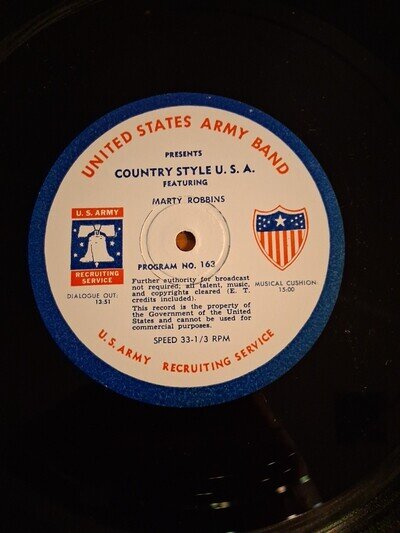 UNITED STATES ARMY BAND
PRESENTS
COUNTRY STYLE U. S. A.
FEATURING
MARTY ROBBINS
U. S. ARMY
RECRUITING
SERVICE
PROGRAM NO. 163
DIALOGUE OUT:
13:51
MUSICAL CUSHION:
15:00
Further authority for broadcast
not required; all talent, music,
and copyrights cleared (E. T.
credits included).
This record is the property of
the Government of the United
States and cannot be used for
commercial purposes.
SPEED 33-1/3 RPM
U. S. ARMY RECRUITING SERVICE